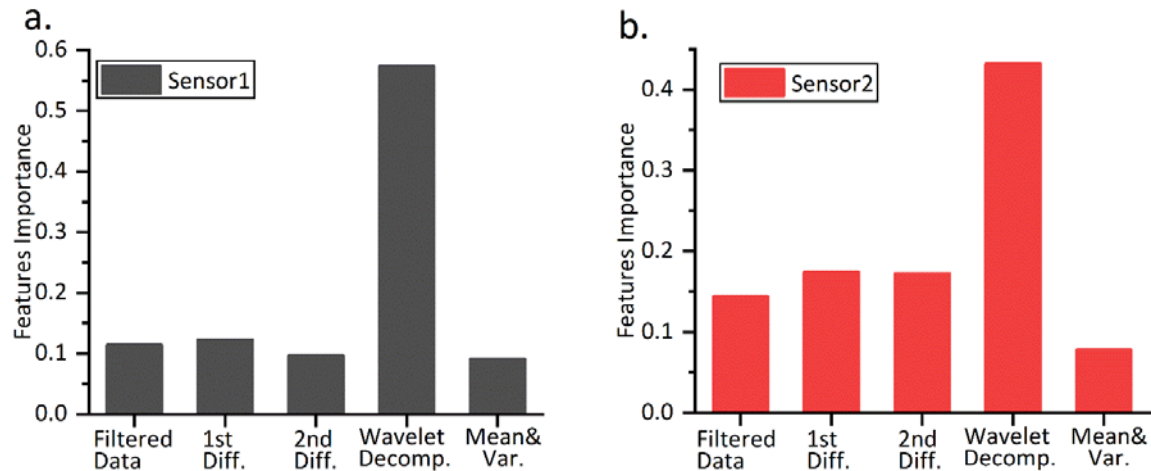 a.
Features Importance
0.6
0.5
0.4
0.3
0.2
0.1
0.0
Sensor1
Filtered Data
1st Diff.
2nd Diff.
Wavelet Decomp.
Mean& Var.
b.
Features Importance
0.4
0.3
0.2
0.1
0.0
Sensor2
Filtered Data
1st Diff.
2nd Diff.
Wavelet Decomp.
Mean& Var.